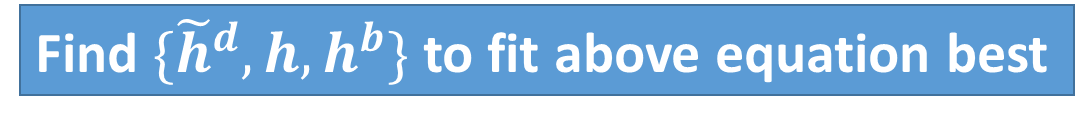 Find {h̃ᵈ, h, hᵇ} to fit above equation best